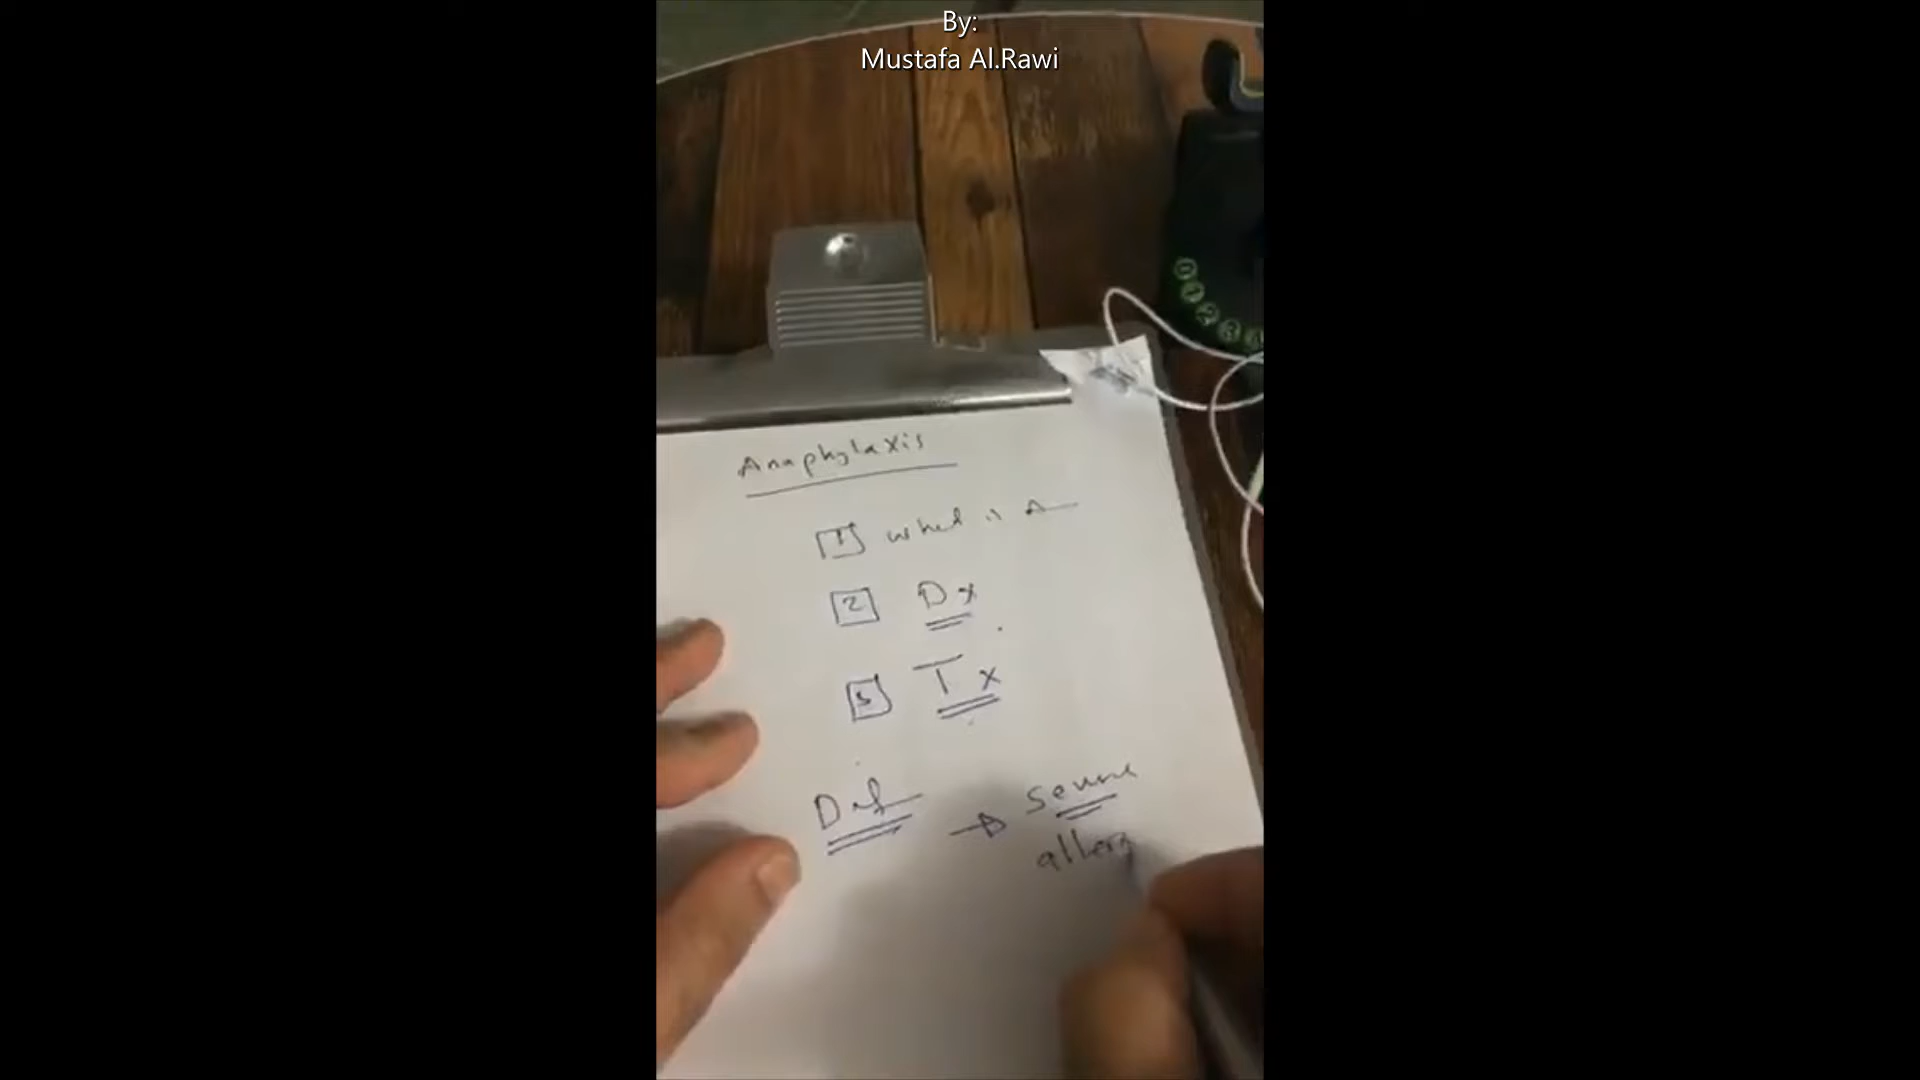 By:
Mustafa Al.Rawi
Anaphylaxis
1 what is A
2 Dx
3 Tx
Def → severe
allerg